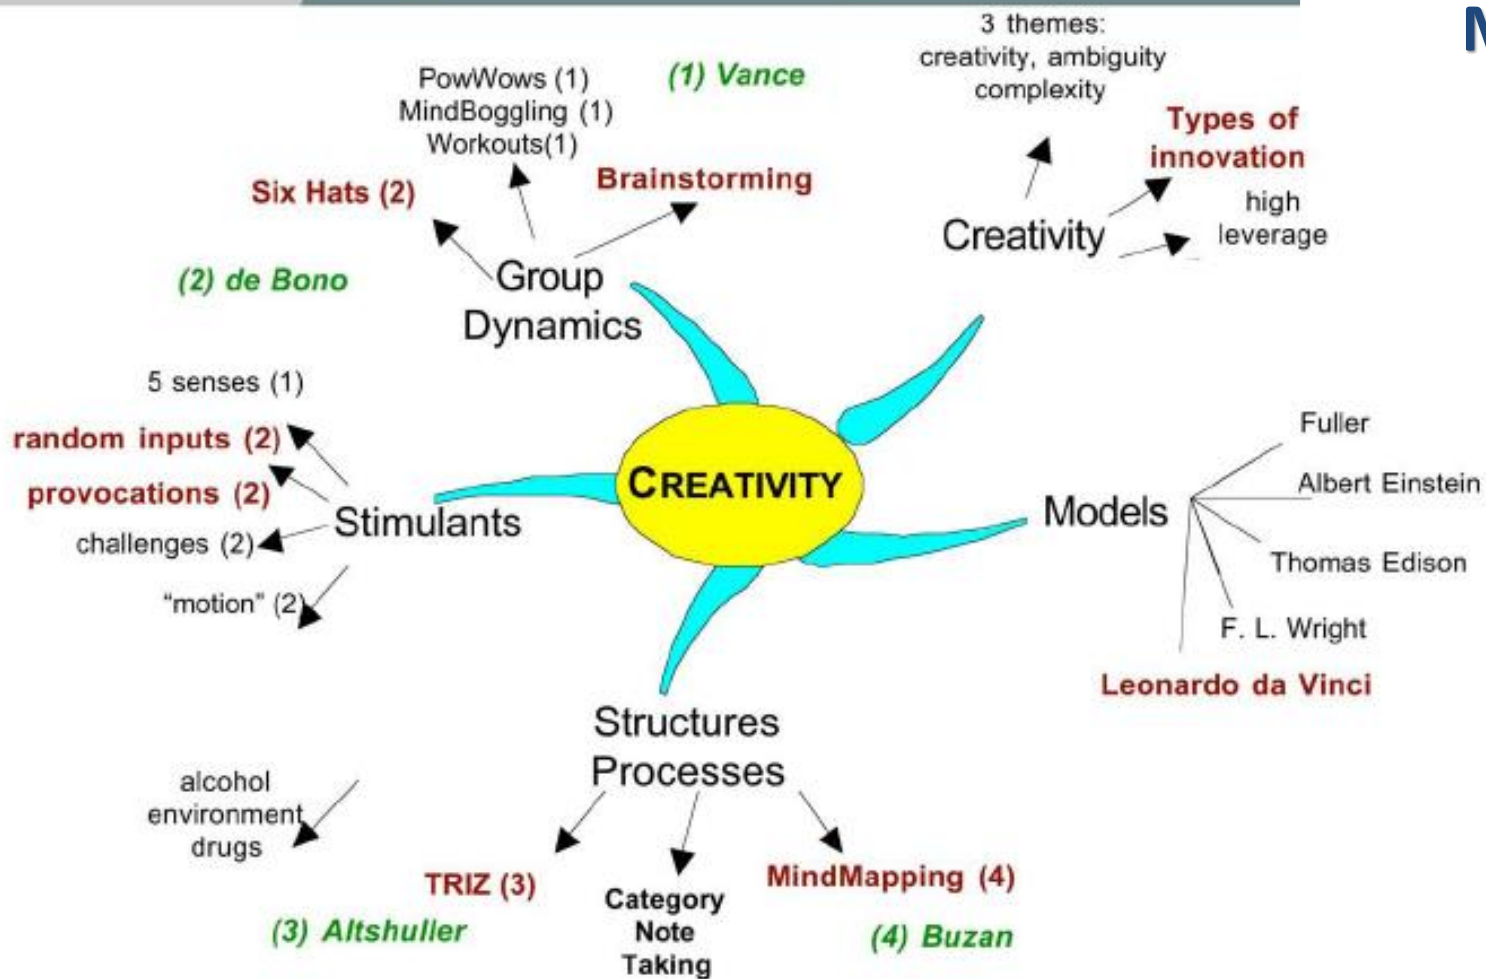 M
3 themes:
creativity, ambiguity
complexity
PowWows (1)
MindBoggling (1)
Workouts(1)
(1) Vance
Types of
innovation
Six Hats (2)
Brainstorming
high
leverage
Creativity
(2) de Bono
Group
Dynamics
5 senses (1)
random inputs (2)
provocations (2)
challenges (2)
"motion" (2)
Stimulants
CREATIVITY
Models
Fuller
Albert Einstein
Thomas Edison
F. L. Wright
Leonardo da Vinci
Structures
Processes
alcohol
environment
drugs
TRIZ (3)
Category
Note
Taking
MindMapping (4)
(3) Altshuller
(4) Buzan